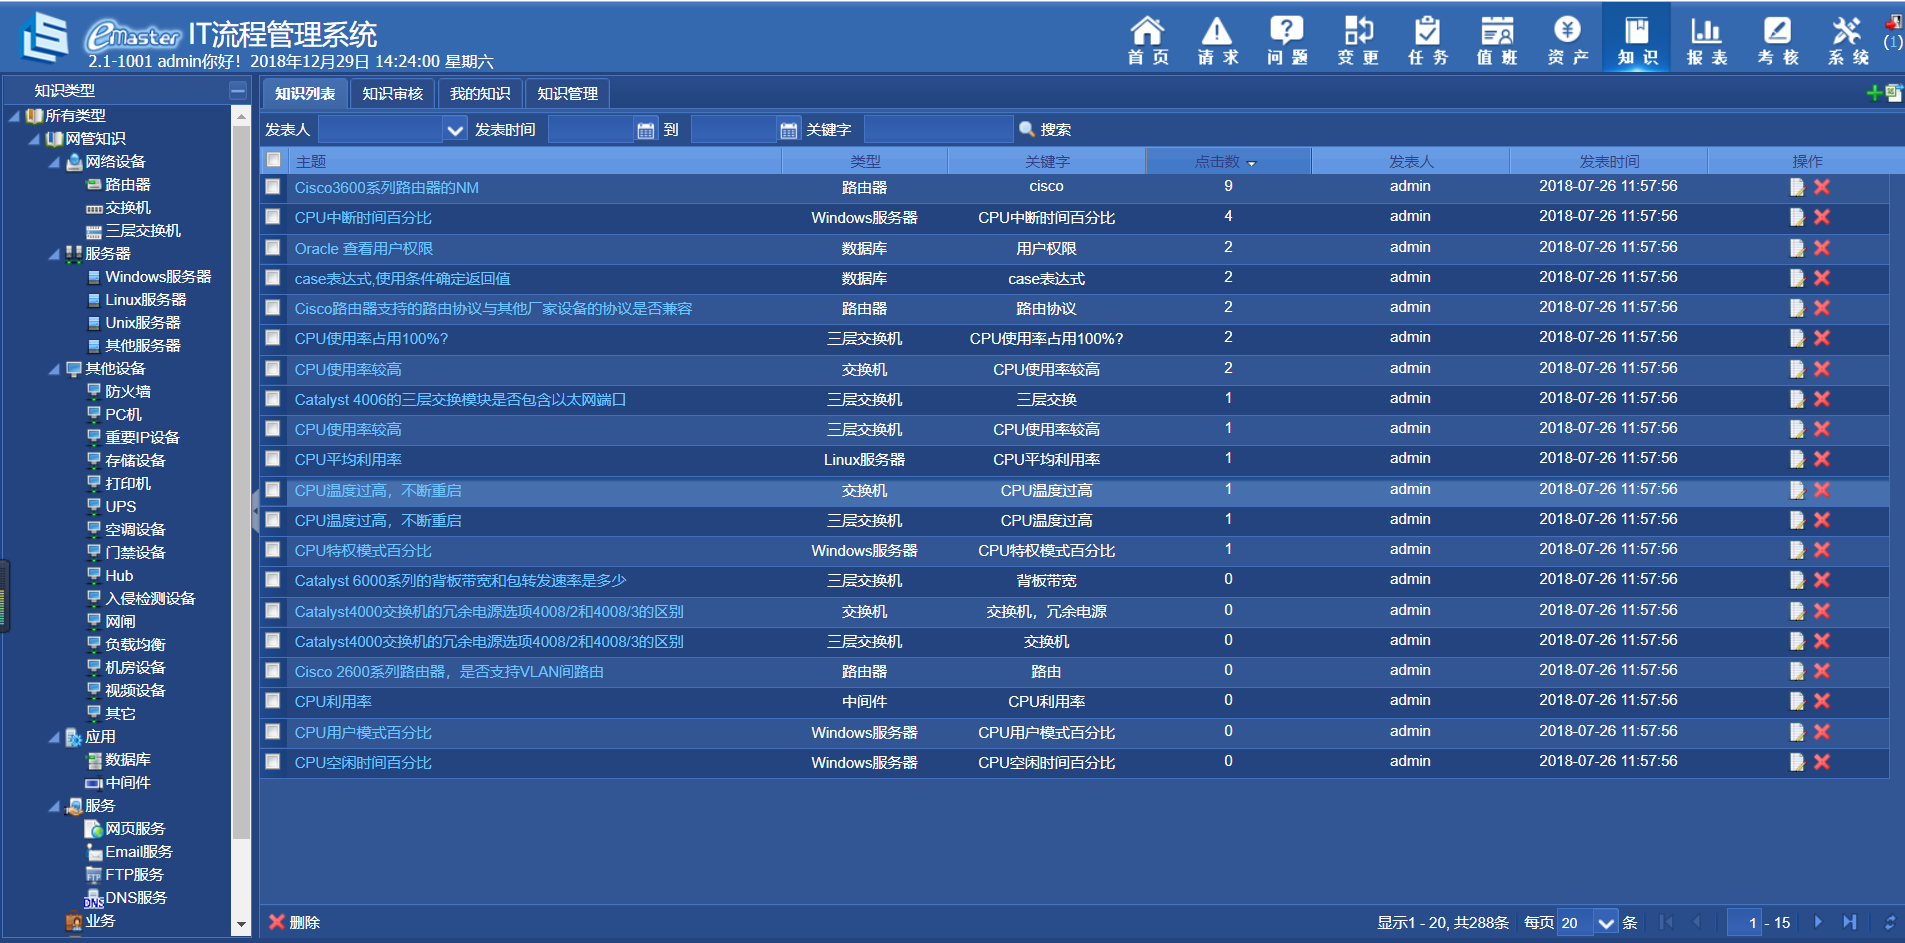 eMaster IT流程管理系统
2.1-1001 admin你好！2018年12月29日 14:24:00 星期六
首页 请求 问题 变更 任务 值班 资产 知识 报表 考核 系统 (1)
知识类型
所有类型
网管知识
网络设备
路由器
交换机
三层交换机
服务器
Windows服务器
Linux服务器
Unix服务器
其他服务器
其他设备
防火墙
PC机
重要IP设备
存储设备
打印机
UPS
空调设备
门禁设备
Hub
入侵检测设备
网闸
负载均衡
机房设备
视频设备
其它
应用
数据库
中间件
服务
网页服务
Email服务
FTP服务
DNS服务
业务
知识列表 知识审核 我的知识 知识管理
发表人 发表时间 到 关键字 搜索
主题 类型 关键字 点击数 发表人 发表时间 操作
Cisco3600系列路由器的NM 路由器 cisco 9 admin 2018-07-26 11:57:56
CPU中断时间百分比 Windows服务器 CPU中断时间百分比 4 admin 2018-07-26 11:57:56
Oracle 查看用户权限 数据库 用户权限 2 admin 2018-07-26 11:57:56
case表达式,使用条件确定返回值 数据库 case表达式 2 admin 2018-07-26 11:57:56
Cisco路由器支持的路由协议与其他厂家设备的协议是否兼容 路由器 路由协议 2 admin 2018-07-26 11:57:56
CPU使用率占用100%? 三层交换机 CPU使用率占用100%? 2 admin 2018-07-26 11:57:56
CPU使用率较高 交换机 CPU使用率较高 2 admin 2018-07-26 11:57:56
Catalyst 4006的三层交换模块是否包含以太网端口 三层交换机 三层交换 1 admin 2018-07-26 11:57:56
CPU使用率较高 三层交换机 CPU使用率较高 1 admin 2018-07-26 11:57:56
CPU平均利用率 Linux服务器 CPU平均利用率 1 admin 2018-07-26 11:57:56
CPU温度过高，不断重启 交换机 CPU温度过高 1 admin 2018-07-26 11:57:56
CPU温度过高，不断重启 三层交换机 CPU温度过高 1 admin 2018-07-26 11:57:56
CPU特权模式百分比 Windows服务器 CPU特权模式百分比 1 admin 2018-07-26 11:57:56
Catalyst 6000系列的背板带宽和包转发速率是多少 三层交换机 背板带宽 0 admin 2018-07-26 11:57:56
Catalyst4000交换机的冗余电源选项4008/2和4008/3的区别 交换机 交换机，冗余电源 0 admin 2018-07-26 11:57:56
Catalyst4000交换机的冗余电源选项4008/2和4008/3的区别 三层交换机 交换机 0 admin 2018-07-26 11:57:56
Cisco 2600系列路由器，是否支持VLAN间路由 路由器 路由 0 admin 2018-07-26 11:57:56
CPU利用率 中间件 CPU利用率 0 admin 2018-07-26 11:57:56
CPU用户模式百分比 Windows服务器 CPU用户模式百分比 0 admin 2018-07-26 11:57:56
CPU空闲时间百分比 Windows服务器 CPU空闲时间百分比 0 admin 2018-07-26 11:57:56
删除 显示1 - 20, 共288条 每页 20 条 1 - 15